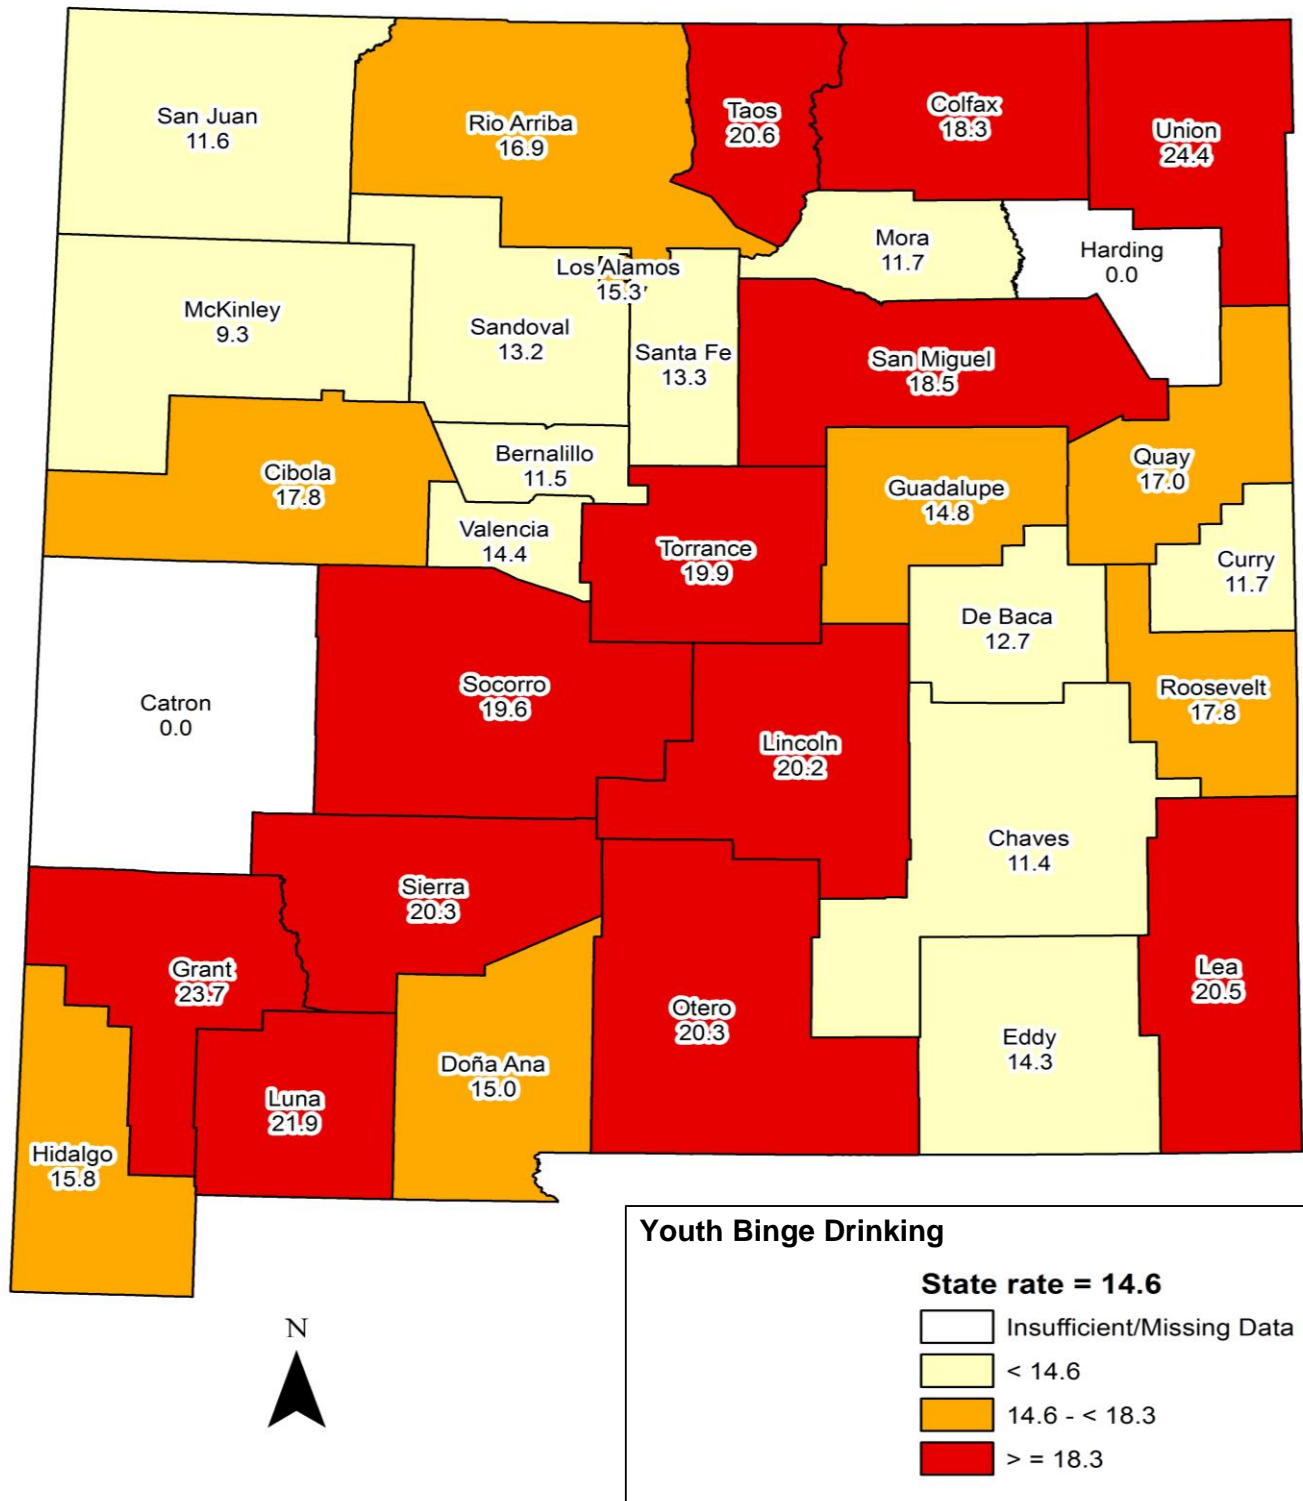 San Juan
11.6
Rio Arriba
16.9
Taos
20.6
Colfax
18.3
Union
24.4
Mora
11.7
Harding
0.0
Los Alamos
15.3
McKinley
9.3
Sandoval
13.2
Santa Fe
13.3
San Miguel
18.5
Cibola
17.8
Bernalillo
11.5
Guadalupe
14.8
Quay
17.0
Valencia
14.4
Torrance
19.9
Curry
11.7
De Baca
12.7
Catron
0.0
Socorro
19.6
Roosevelt
17.8
Lincoln
20.2
Chaves
11.4
Sierra
20.3
Grant
23.7
Lea
20.5
Otero
20.3
Eddy
14.3
Doña Ana
15.0
Luna
21.9
Hidalgo
15.8
N
Youth Binge Drinking
State rate = 14.6
Insufficient/Missing Data
< 14.6
14.6 - < 18.3
> = 18.3